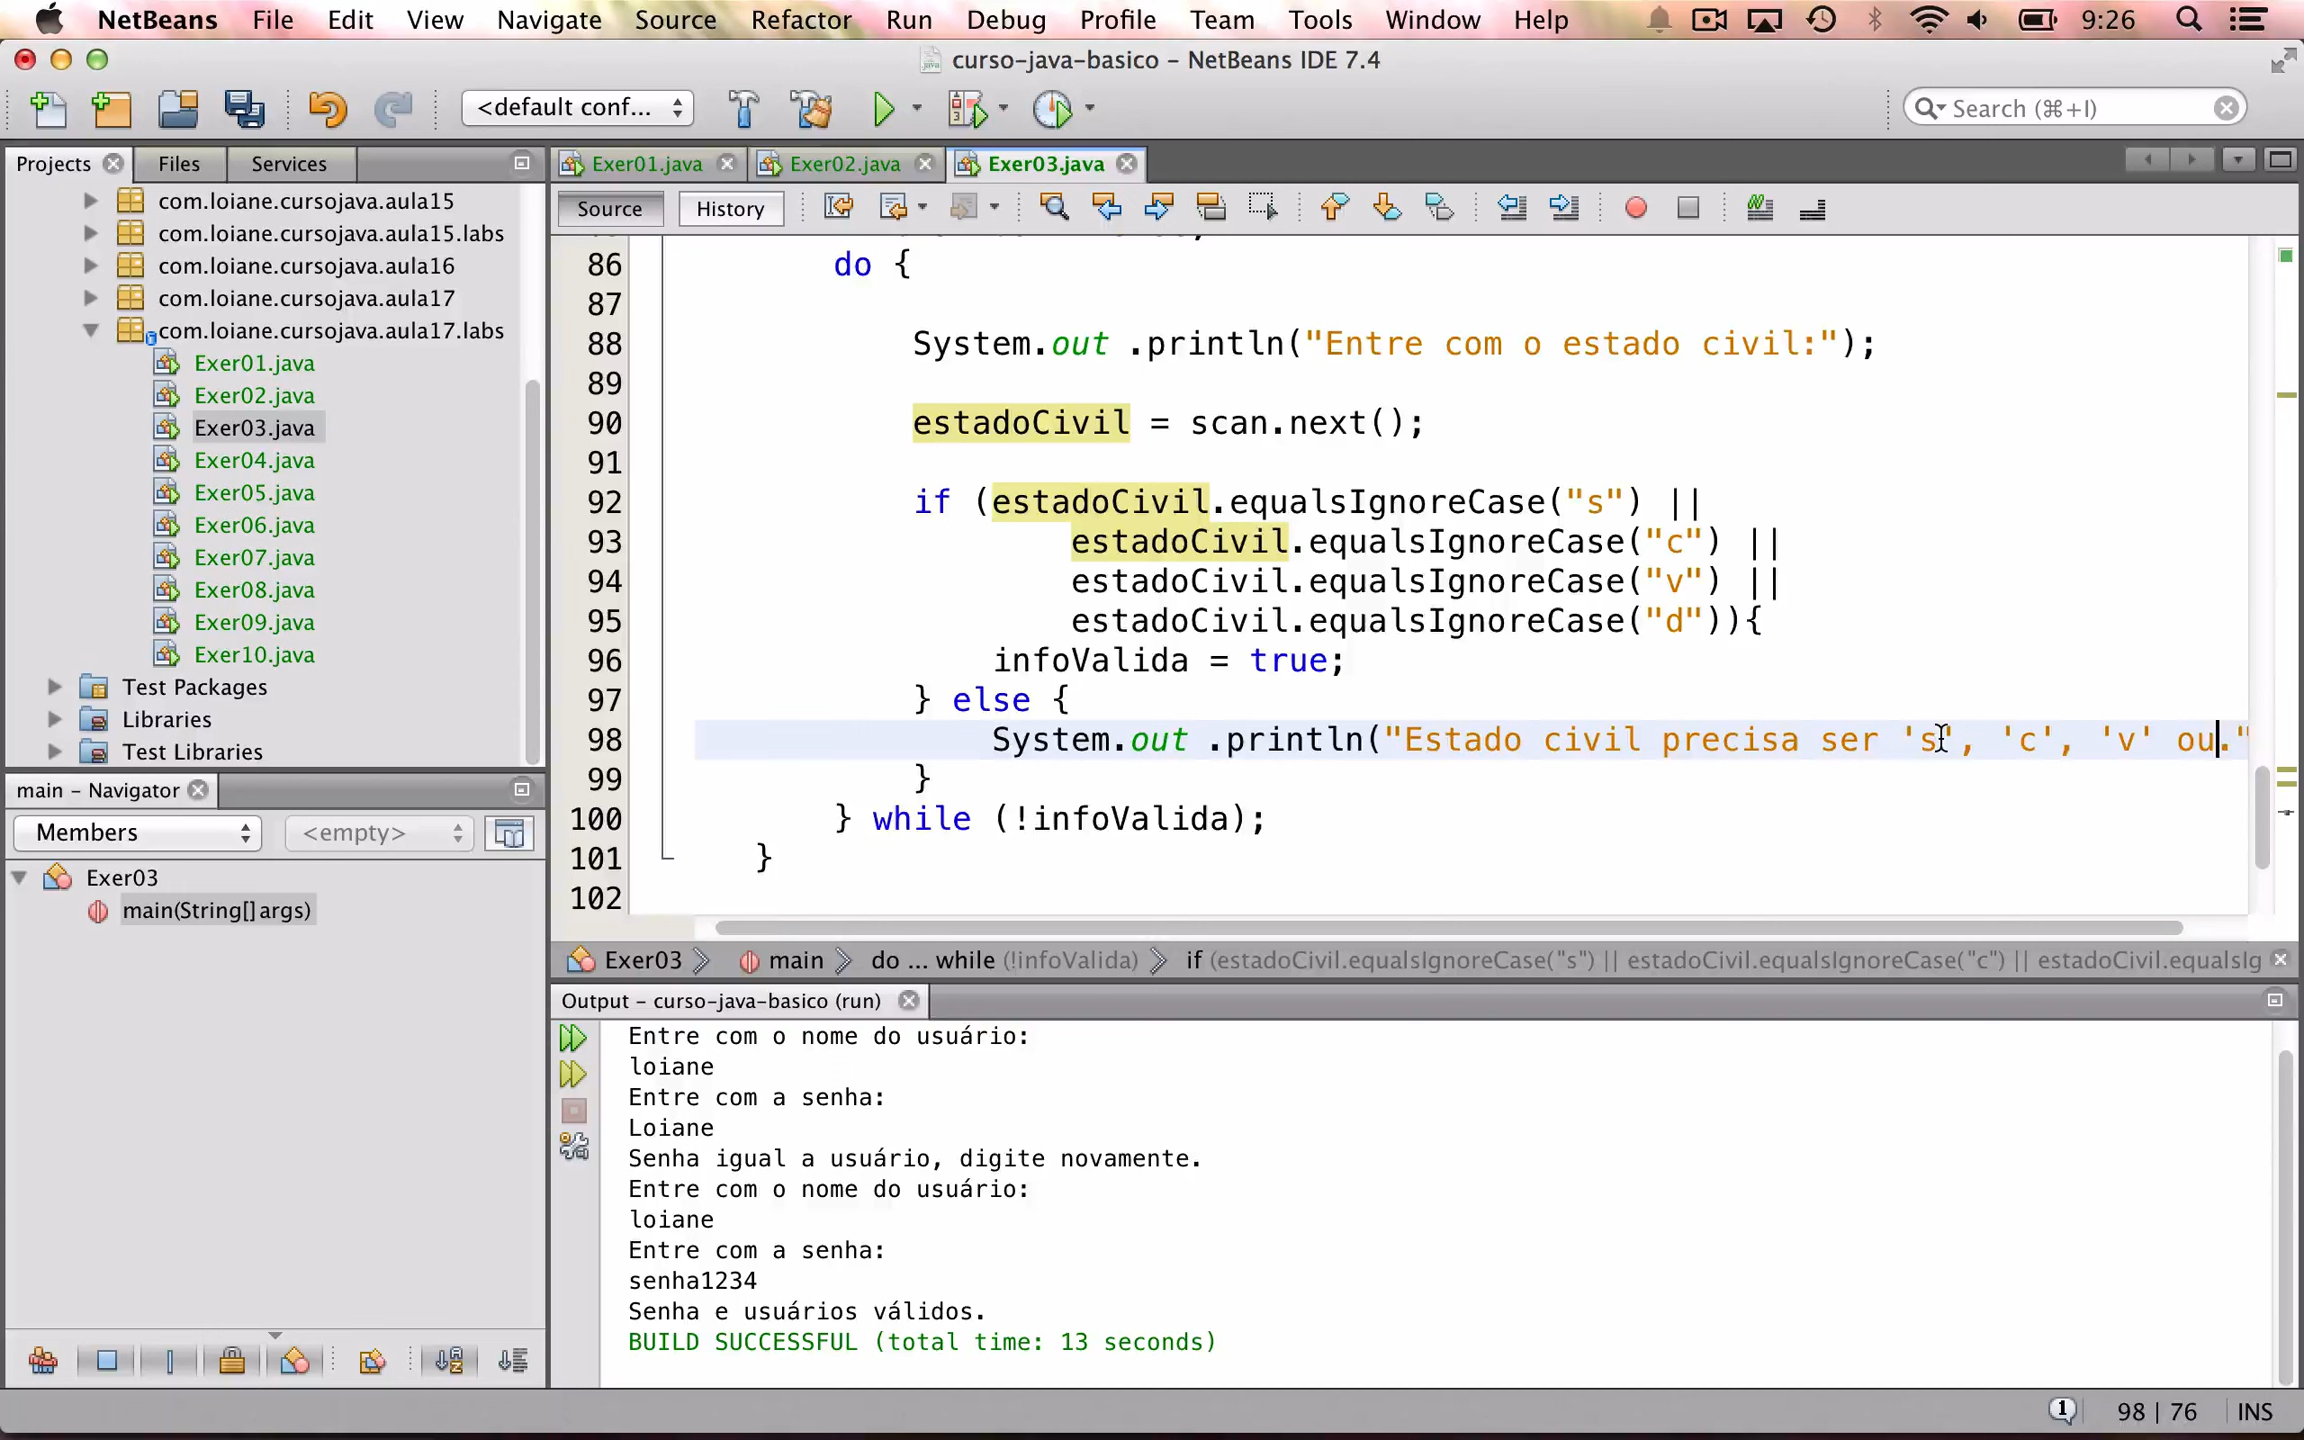 NetBeans File Edit View Navigate Source Refactor Run Debug Profile Team Tools Window Help 9:26
curso-java-basico – NetBeans IDE 7.4
<default conf... Search (⌘+I)
Projects Files Services
com.loiane.cursojava.aula15
com.loiane.cursojava.aula15.labs
com.loiane.cursojava.aula16
com.loiane.cursojava.aula17
com.loiane.cursojava.aula17.labs
Exer01.java
Exer02.java
Exer03.java
Exer04.java
Exer05.java
Exer06.java
Exer07.java
Exer08.java
Exer09.java
Exer10.java
Test Packages
Libraries
Test Libraries
main – Navigator
Members <empty>
Exer03
main(String[] args)
Exer01.java Exer02.java Exer03.java
Source History
86 do {
87
88 System.out .println("Entre com o estado civil:");
89
90 estadoCivil = scan.next();
91
92 if (estadoCivil.equalsIgnoreCase("s") ||
93 estadoCivil.equalsIgnoreCase("c") ||
94 estadoCivil.equalsIgnoreCase("v") ||
95 estadoCivil.equalsIgnoreCase("d")){
96 infoValida = true;
97 } else {
98 System.out .println("Estado civil precisa ser 's', 'c', 'v' ou."
99 }
100 } while (!infoValida);
101 }
102
Exer03 main do ... while (!infoValida) if (estadoCivil.equalsIgnoreCase("s") || estadoCivil.equalsIgnoreCase("c") || estadoCivil.equalsIg
Output – curso-java-basico (run)
Entre com o nome do usuário:
loiane
Entre com a senha:
Loiane
Senha igual a usuário, digite novamente.
Entre com o nome do usuário:
loiane
Entre com a senha:
senha1234
Senha e usuários válidos.
BUILD SUCCESSFUL (total time: 13 seconds)
1 98 | 76 INS